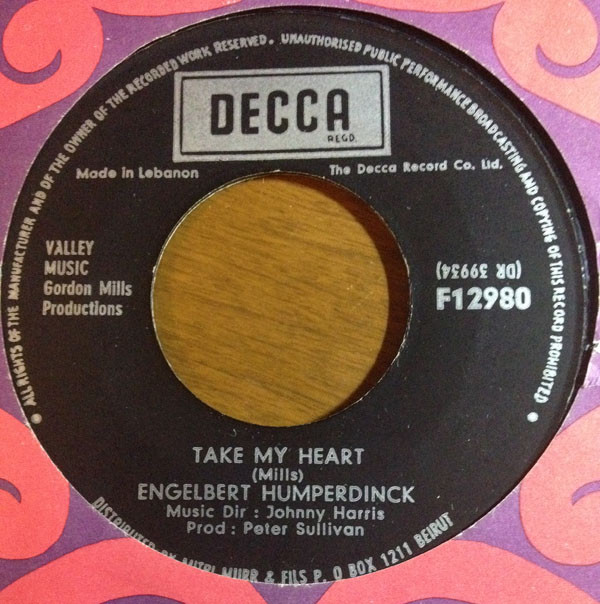 • ALL RIGHTS OF THE MANUFACTURER AND OF THE OWNER OF THE RECORDED WORK RESERVED. UNAUTHORISED PUBLIC PERFORMANCE BROADCASTING AND COPYING OF THIS RECORD PROHIBITED •
DECCA
REGD.
Made in Lebanon
The Decca Record Co. Ltd.
VALLEY
MUSIC
Gordon Mills
Productions
(DR 39934)
F12980
TAKE MY HEART
(Mills)
ENGELBERT HUMPERDINCK
Music Dir : Johnny Harris
Prod : Peter Sullivan
DISTRIBUTED BY MITRI MURR & FILS P. O BOX 1211 BEIRUT